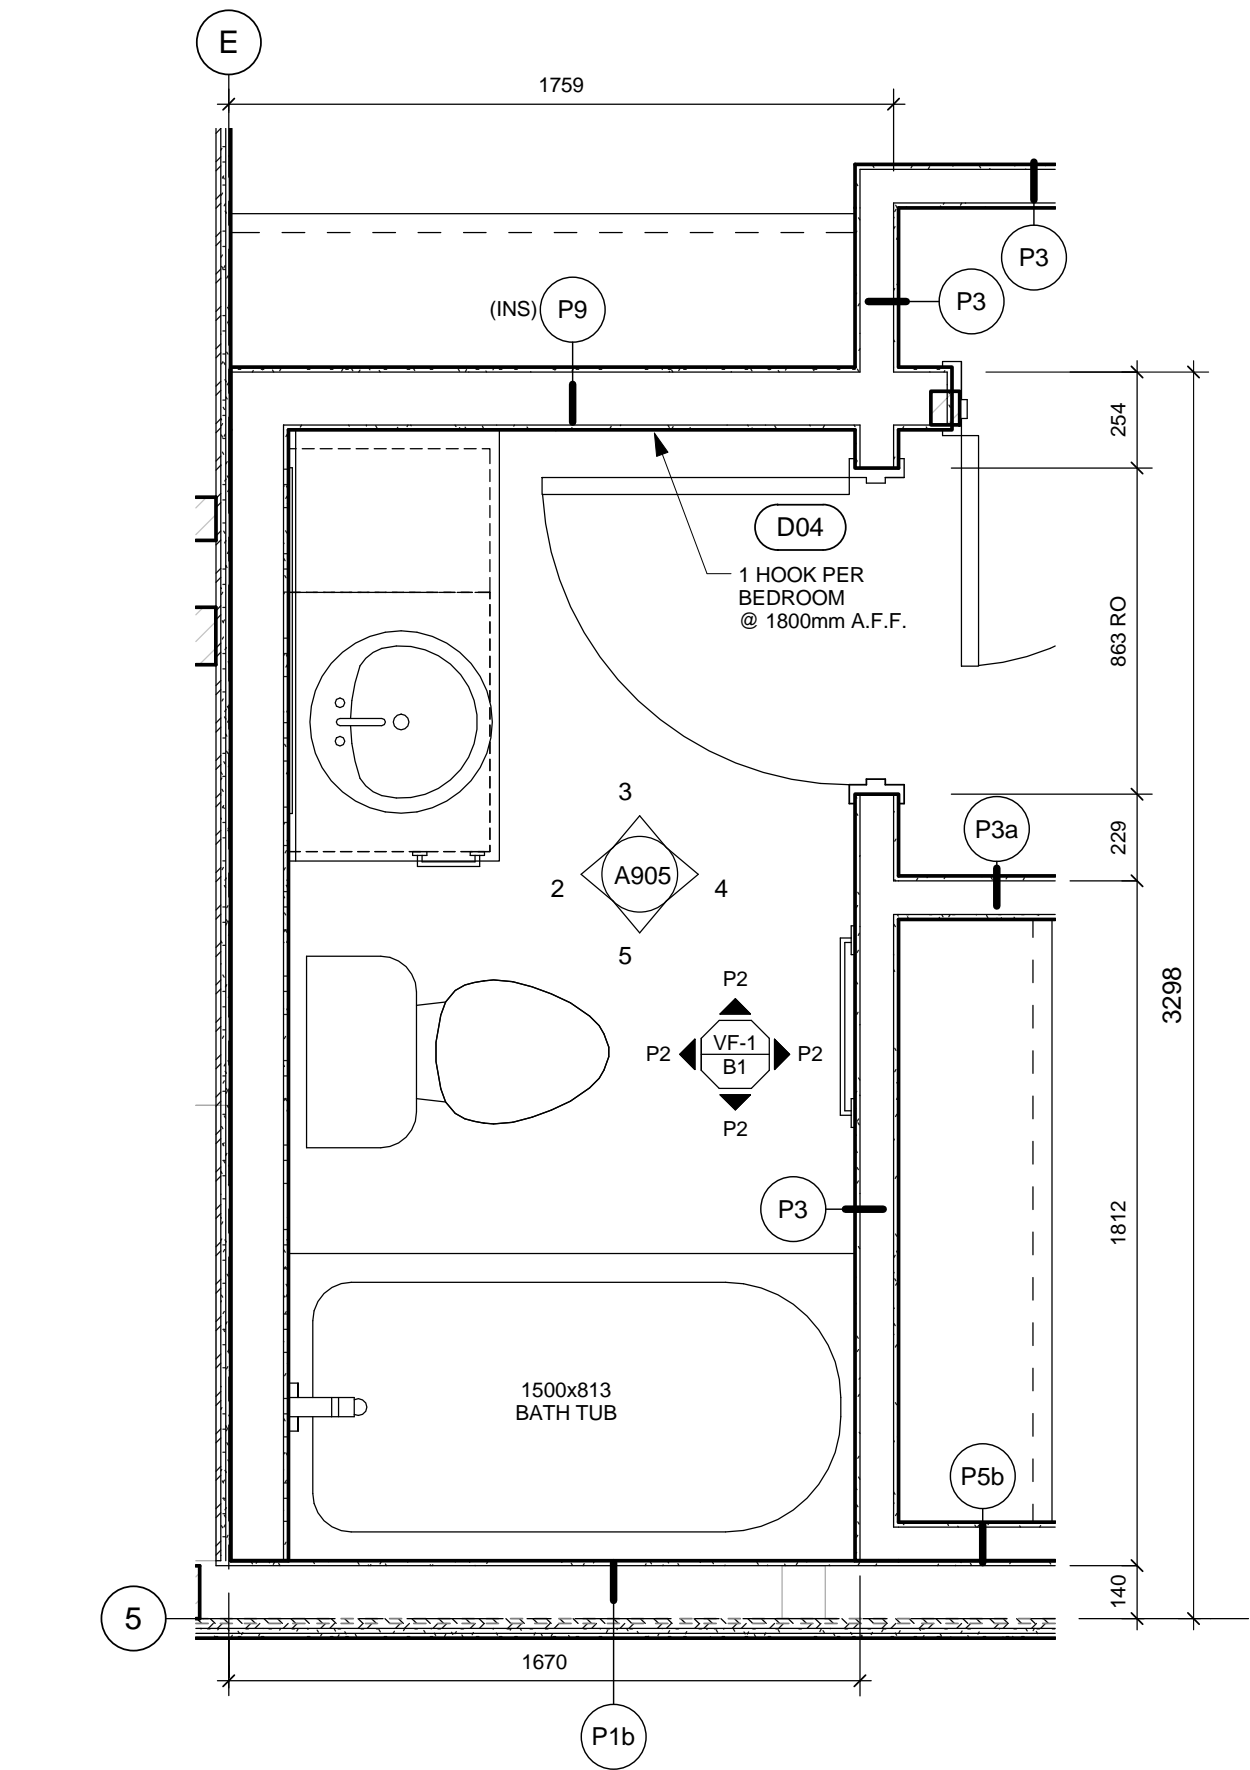 E
1759
P3
P3
(INS) P9
254
D04
1 HOOK PER
BEDROOM
@ 1800mm A.F.F.
863 RO
3
P3a
229
A905
2
4
5
P2
VF-1
P2
P2
B1
P2
3298
P3
1812
1500x813
BATH TUB
P5b
140
5
1670
P1b